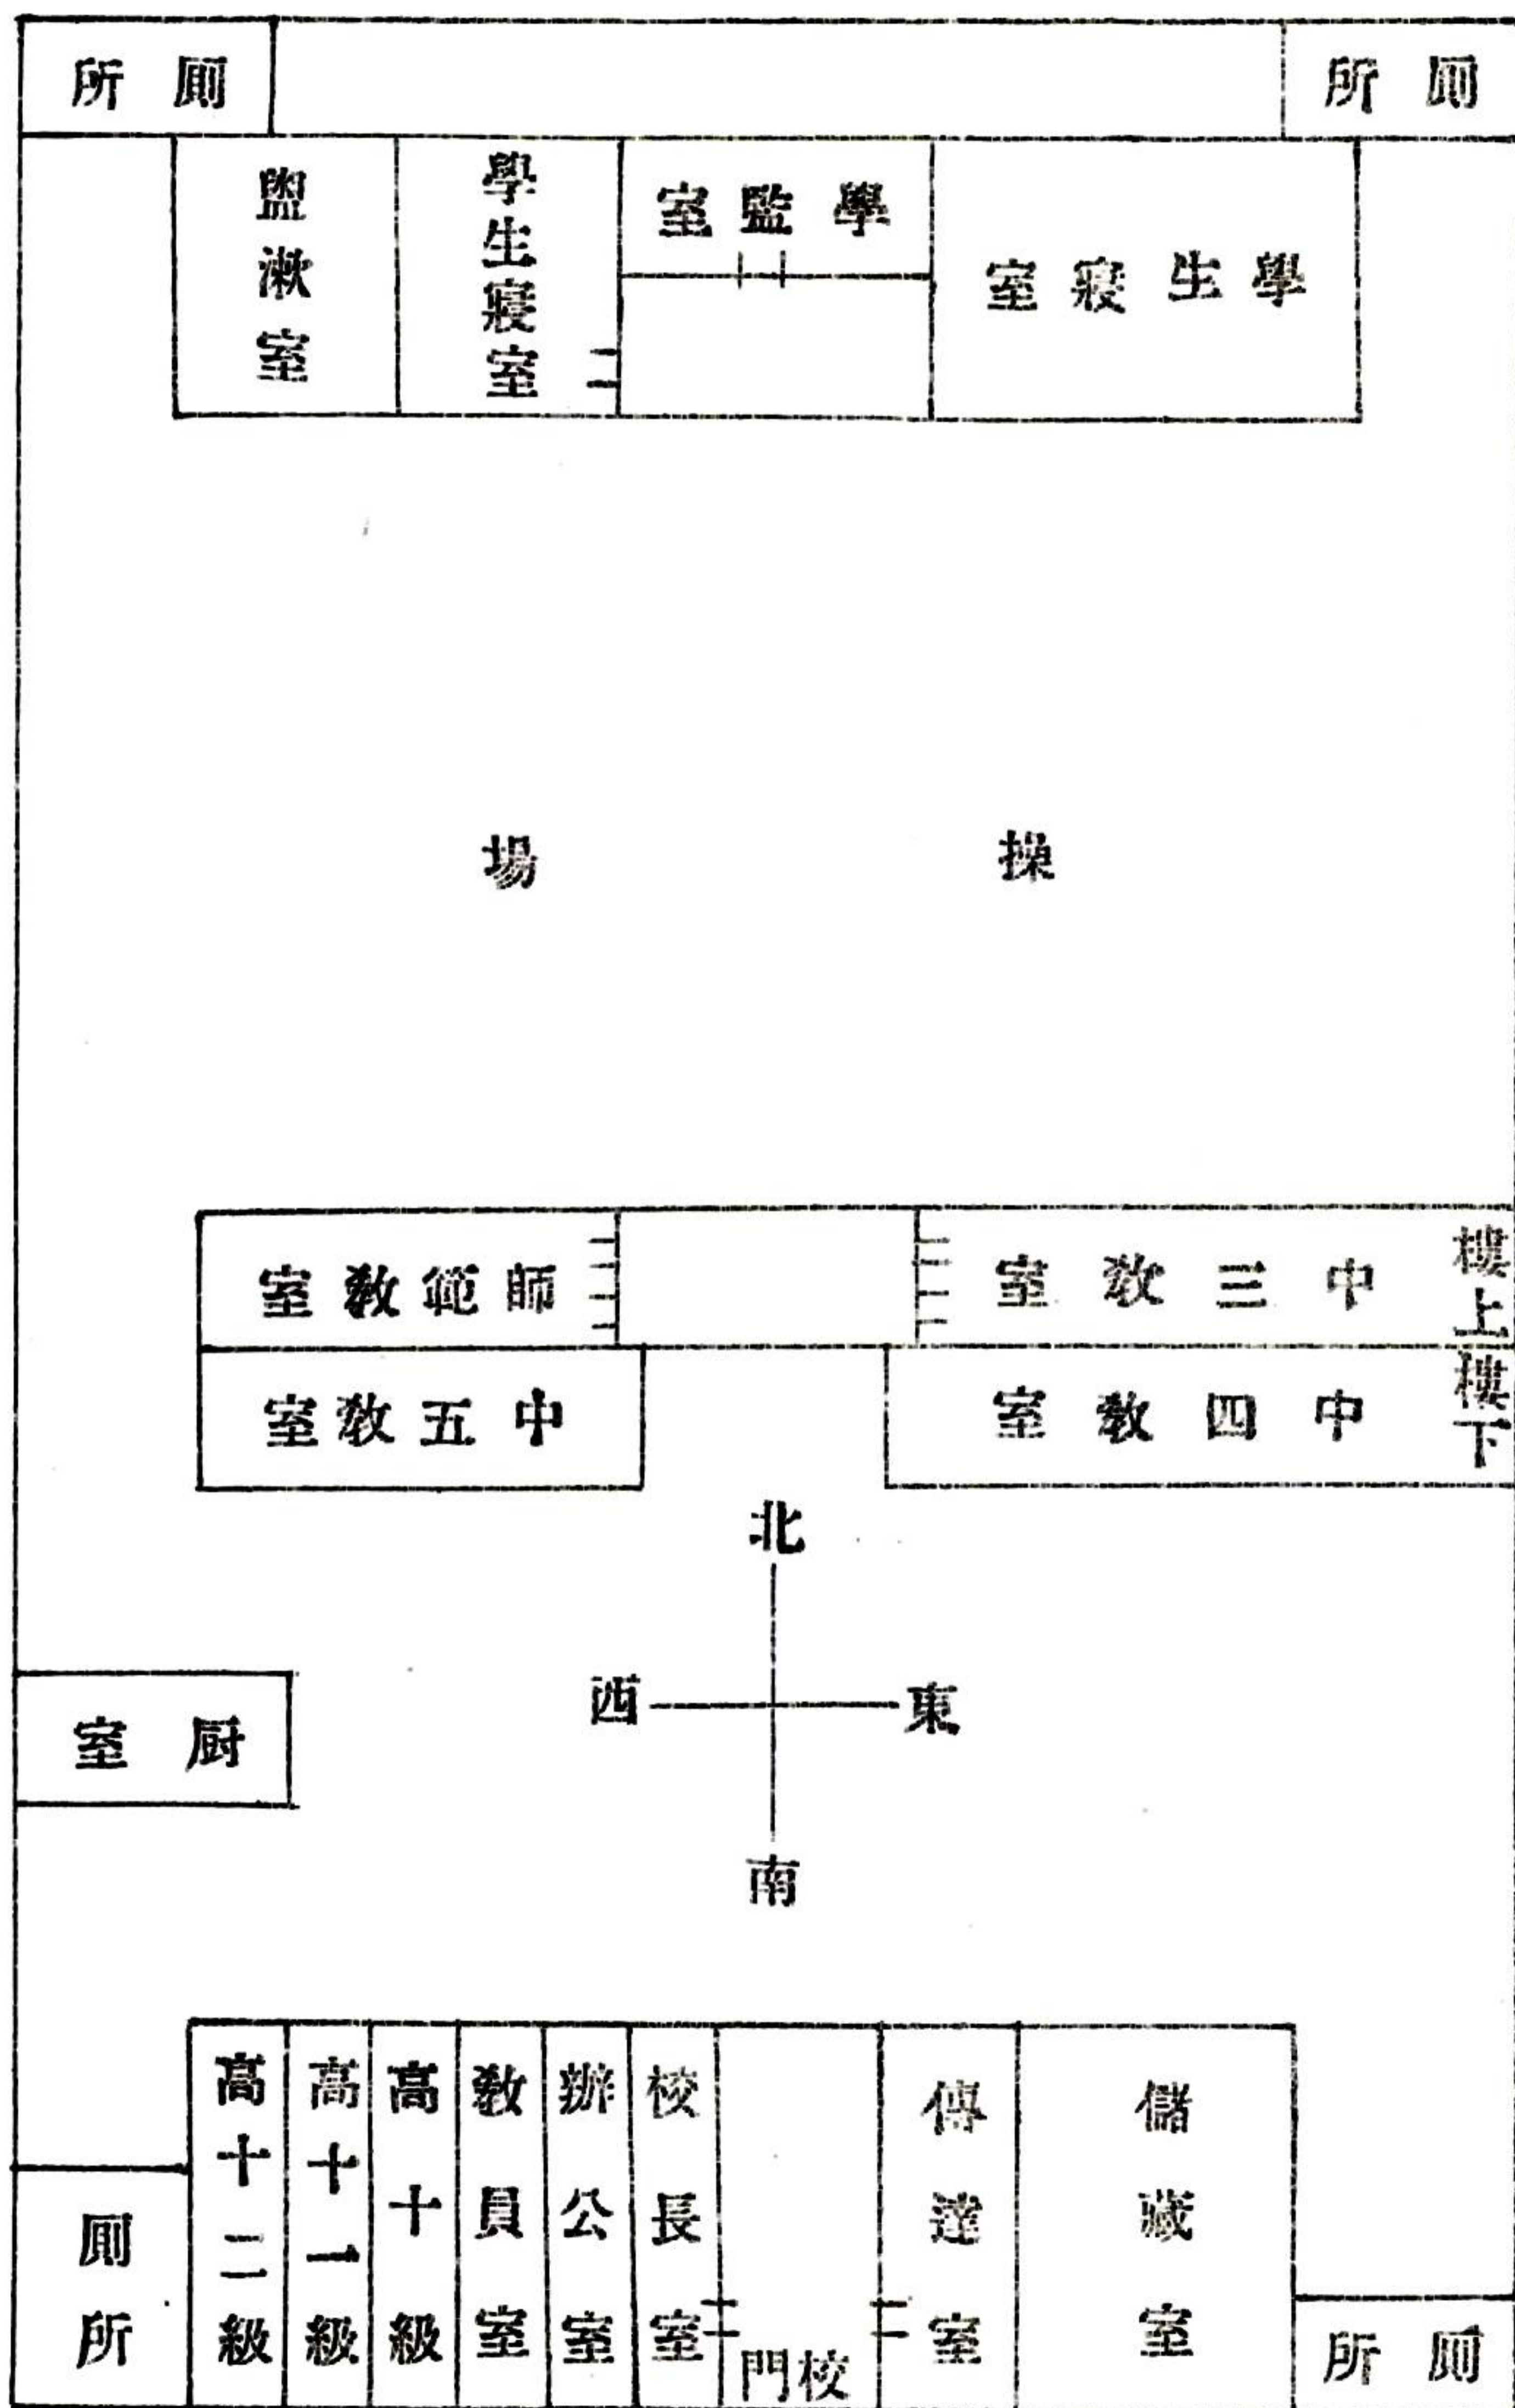 廁所
廁所
學生寢室
學監室
學生寢室
盥漱室
操場
樓上
中三教室
師範教室
樓下
中四教室
中五教室
北
東
西
南
厨室
儲藏室
傳達室
校門
校長室
辦公室
教員室
高十級
高十一級
高十二級
廁所
廁所